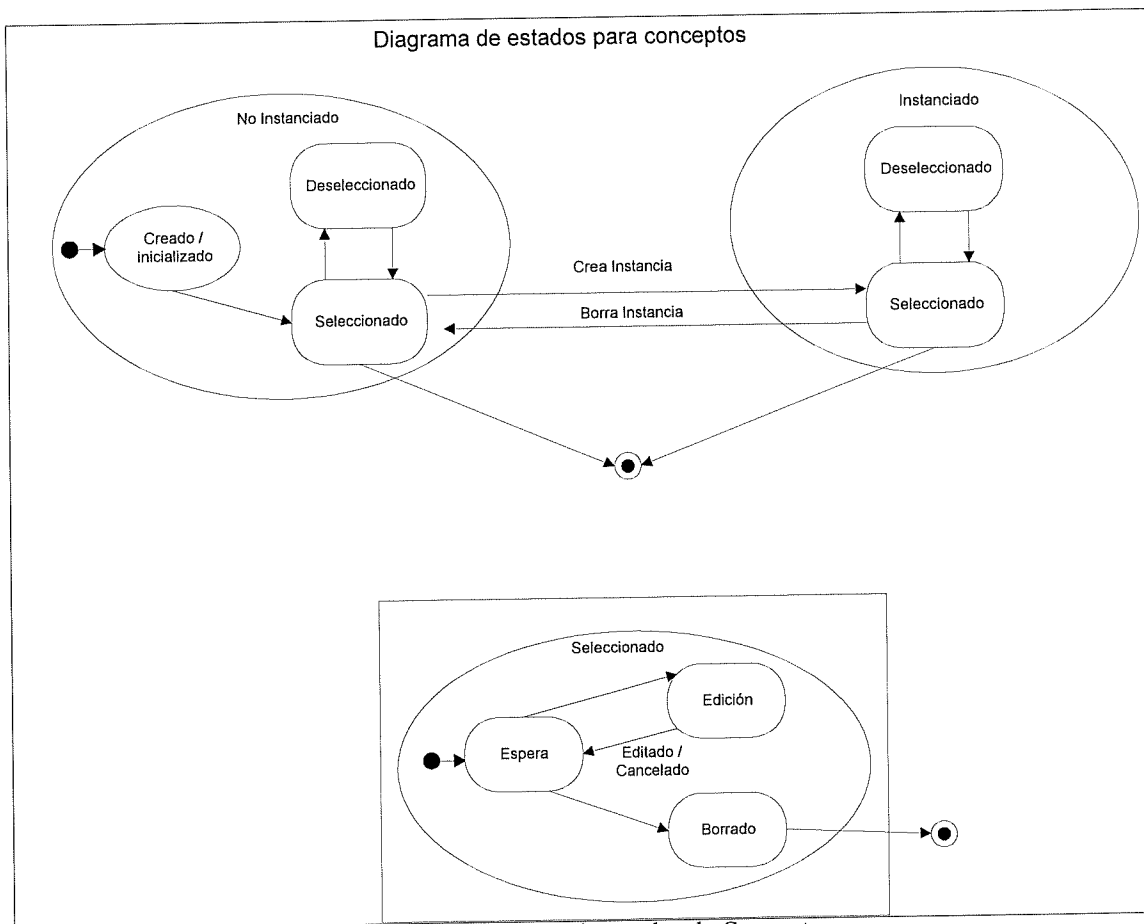 Diagrama de estados para conceptos
No Instanciado
Instanciado
Deseleccionado
Deseleccionado
Creado /
inicializado
Crea Instancia
Seleccionado
Seleccionado
Borra Instancia
Seleccionado
Edición
Espera
Editado /
Cancelado
Borrado